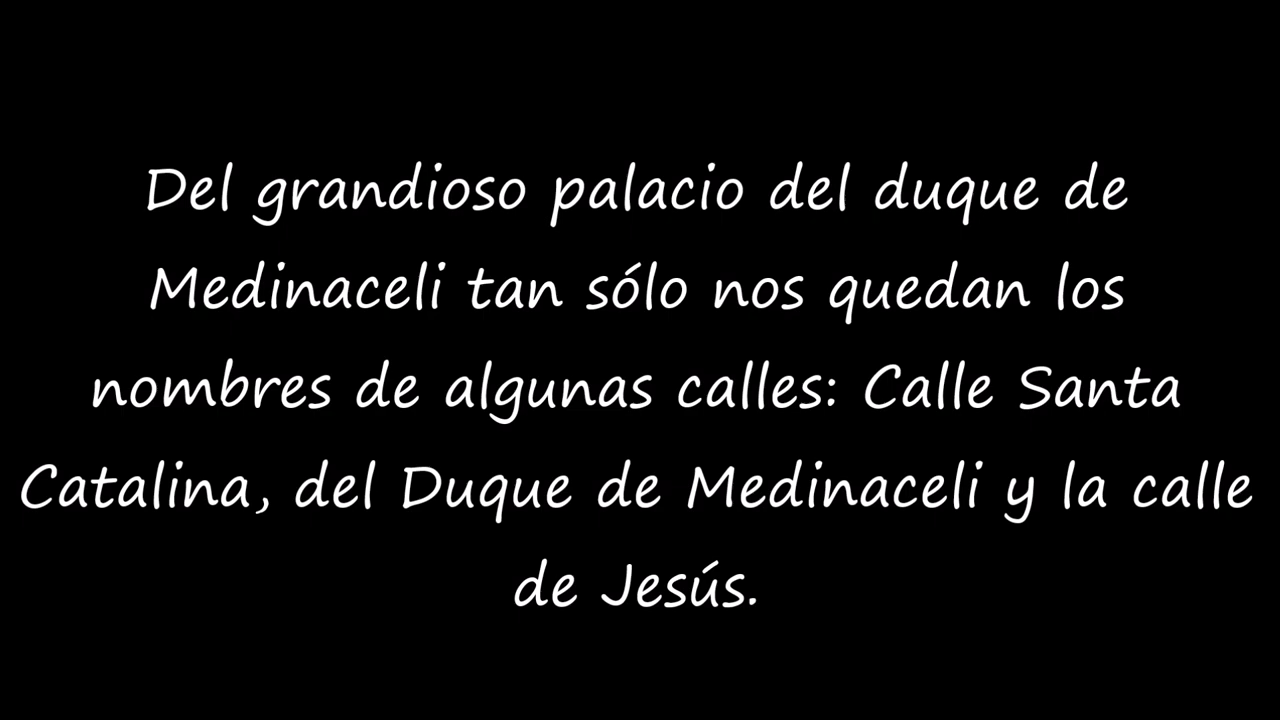 Del grandioso palacio del duque de
Medinaceli tan sólo nos quedan los
nombres de algunas calles: Calle Santa
Catalina, del Duque de Medinaceli y la calle
de Jesús.